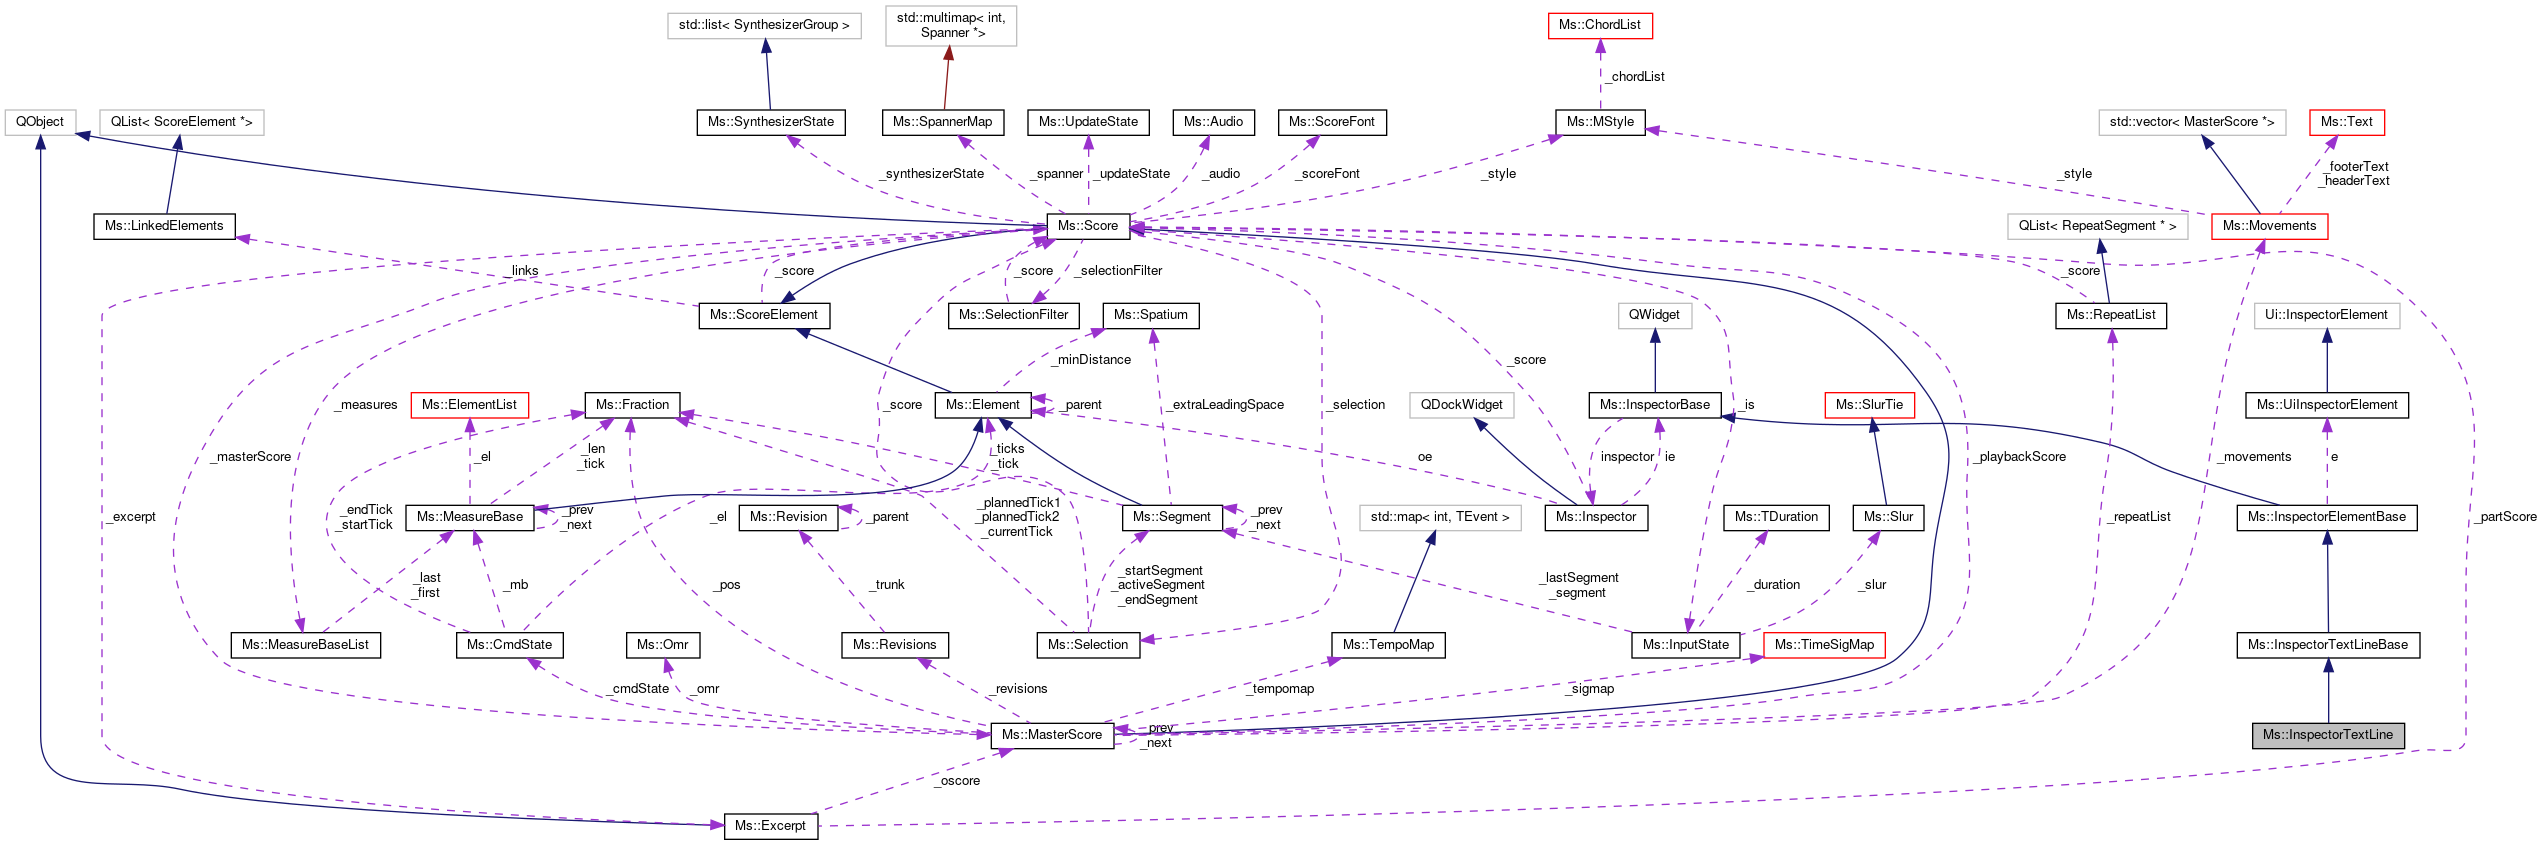 std::list< SynthesizerGroup >
std::multimap< int,
Spanner *>
Ms::ChordList
_chordList
QObject
QList< ScoreElement *>
Ms::SynthesizerState
Ms::SpannerMap
Ms::UpdateState
Ms::Audio
Ms::ScoreFont
Ms::MStyle
std::vector< MasterScore *>
Ms::Text
_synthesizerState
_spanner
_updateState
_audio
_scoreFont
_style
_style
_footerText
_headerText
Ms::LinkedElements
Ms::Score
QList< RepeatSegment * >
Ms::Movements
_links
_score
_score
_selectionFilter
_score
Ms::ScoreElement
Ms::SelectionFilter
Ms::Spatium
QWidget
Ms::RepeatList
Ui::InspectorElement
_minDistance
_score
Ms::ElementList
_measures
Ms::Fraction
_score
Ms::Element
_parent
_extraLeadingSpace
_selection
QDockWidget
Ms::InspectorBase
_is
Ms::SlurTie
Ms::UiInspectorElement
_masterScore
_el
_len
_tick
_ticks
_tick
oe
inspector
ie
_playbackScore
_movements
e
_excerpt
_endTick
_startTick
Ms::MeasureBase
_prev
_next
_el
Ms::Revision
_parent
_plannedTick1
_plannedTick2
_currentTick
Ms::Segment
_prev
_next
std::map< int, TEvent >
Ms::Inspector
Ms::TDuration
Ms::Slur
_repeatList
Ms::InspectorElementBase
_partScore
_last
_first
_mb
_pos
_trunk
_startSegment
_activeSegment
_endSegment
_lastSegment
_segment
_duration
_slur
Ms::MeasureBaseList
Ms::CmdState
Ms::Omr
Ms::Revisions
Ms::Selection
Ms::TempoMap
Ms::InputState
Ms::TimeSigMap
Ms::InspectorTextLineBase
_cmdState
_omr
_revisions
_tempomap
_sigmap
Ms::MasterScore
_prev
_next
Ms::InspectorTextLine
_oscore
Ms::Excerpt